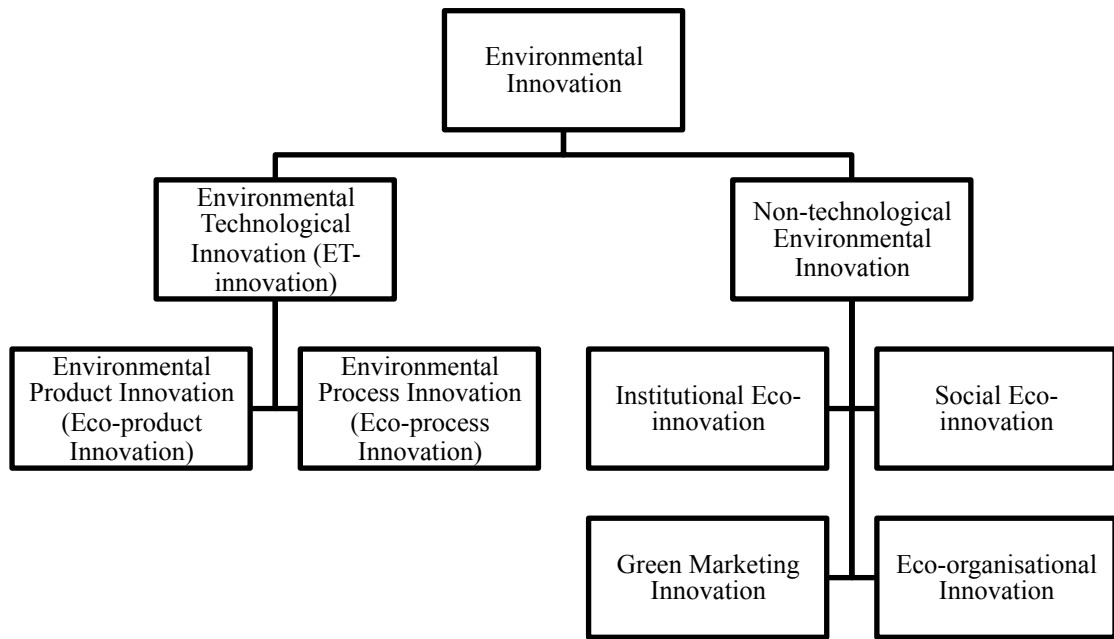 Environmental
Innovation
Environmental
Technological
Innovation (ET-
innovation)
Non-technological
Environmental
Innovation
Environmental
Product Innovation
(Eco-product
Innovation)
Environmental
Process Innovation
(Eco-process
Innovation)
Institutional Eco-
innovation
Social Eco-
innovation
Green Marketing
Innovation
Eco-organisational
Innovation